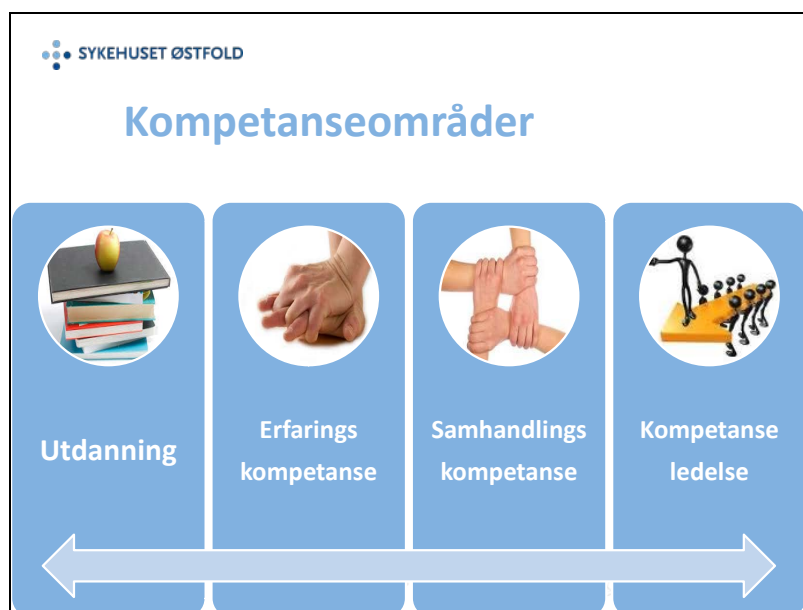 SYKEHUSET ØSTFOLD
Kompetanseområder
Utdanning
Erfarings
kompetanse
Samhandlings
kompetanse
Kompetanse
ledelse